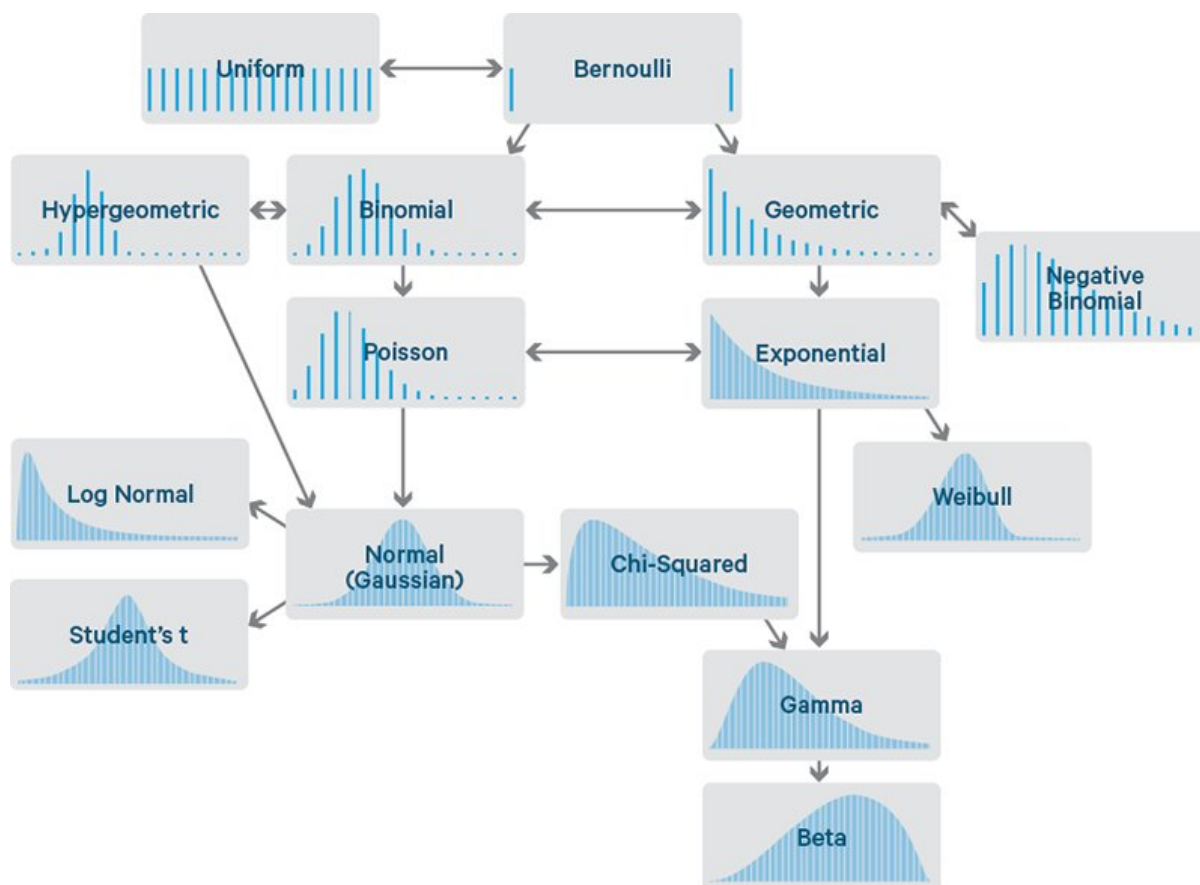 Uniform
Bernoulli
Hypergeometric
Binomial
Geometric
Negative
Binomial
Poisson
Exponential
Log Normal
Weibull
Normal
(Gaussian)
Chi-Squared
Student’s t
Gamma
Beta